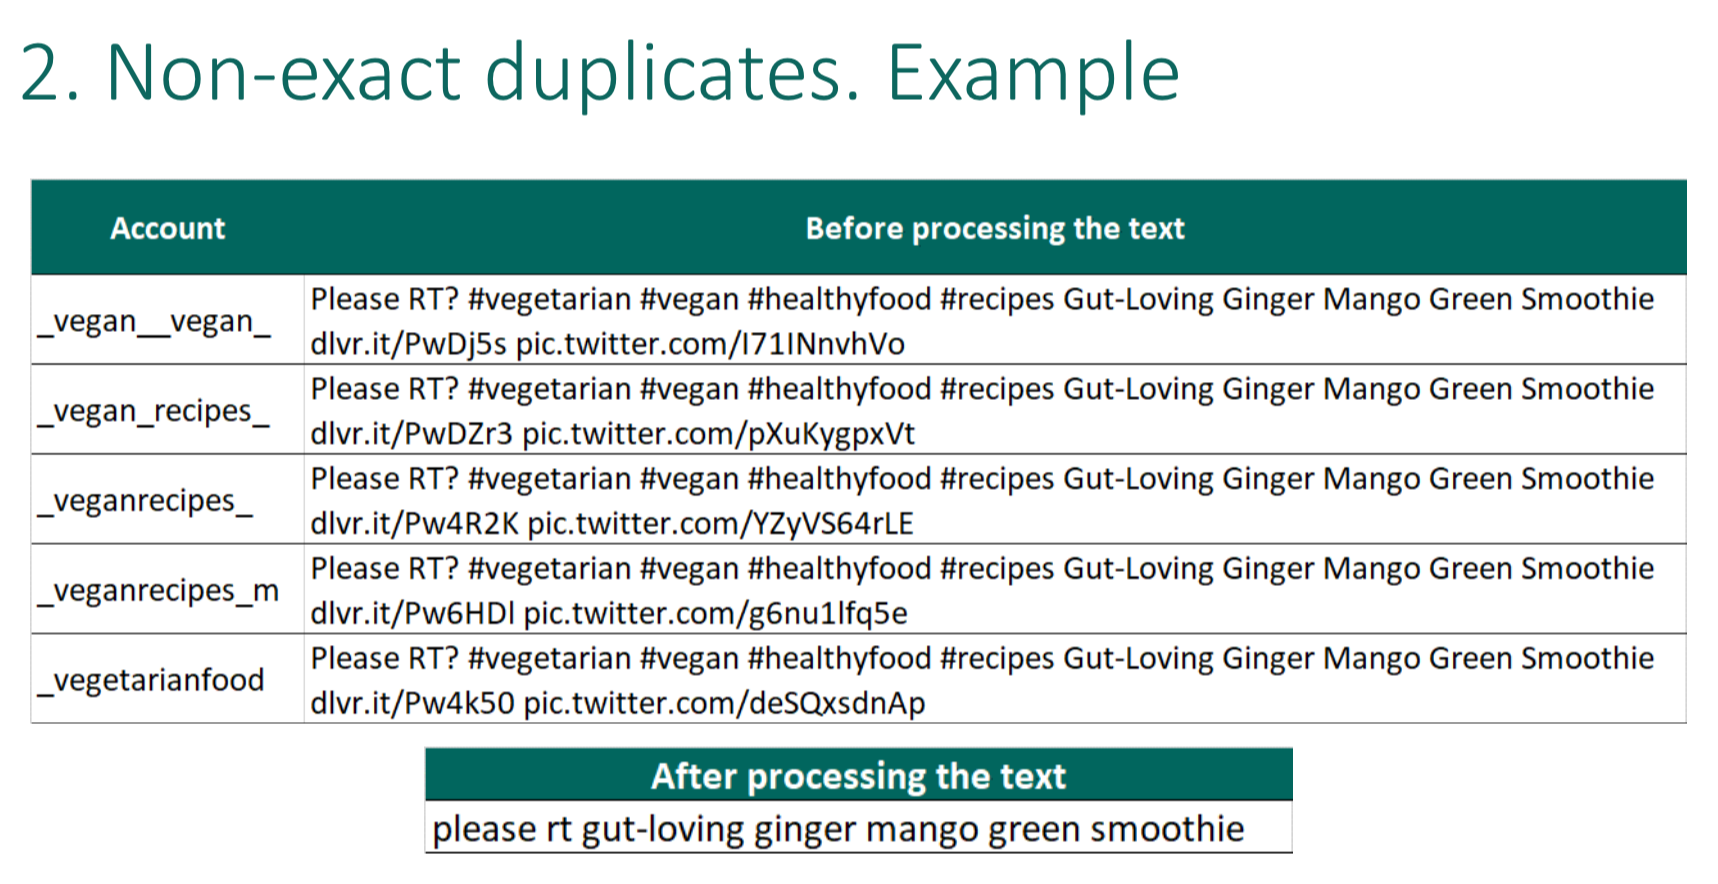 2. Non-exact duplicates. Example
Account
Before processing the text
_vegan__vegan_
Please RT? #vegetarian #vegan #healthyfood #recipes Gut-Loving Ginger Mango Green Smoothie
dlvr.it/PwDj5s pic.twitter.com/I71INnvhVo
_vegan_recipes_
Please RT? #vegetarian #vegan #healthyfood #recipes Gut-Loving Ginger Mango Green Smoothie
dlvr.it/PwDZr3 pic.twitter.com/pXuKygpxVt
_veganrecipes_
Please RT? #vegetarian #vegan #healthyfood #recipes Gut-Loving Ginger Mango Green Smoothie
dlvr.it/Pw4R2K pic.twitter.com/YZyVS64rLE
_veganrecipes_m
Please RT? #vegetarian #vegan #healthyfood #recipes Gut-Loving Ginger Mango Green Smoothie
dlvr.it/Pw6HDl pic.twitter.com/g6nu1lfq5e
_vegetarianfood
Please RT? #vegetarian #vegan #healthyfood #recipes Gut-Loving Ginger Mango Green Smoothie
dlvr.it/Pw4k50 pic.twitter.com/deSQxsdnAp
After processing the text
please rt gut-loving ginger mango green smoothie